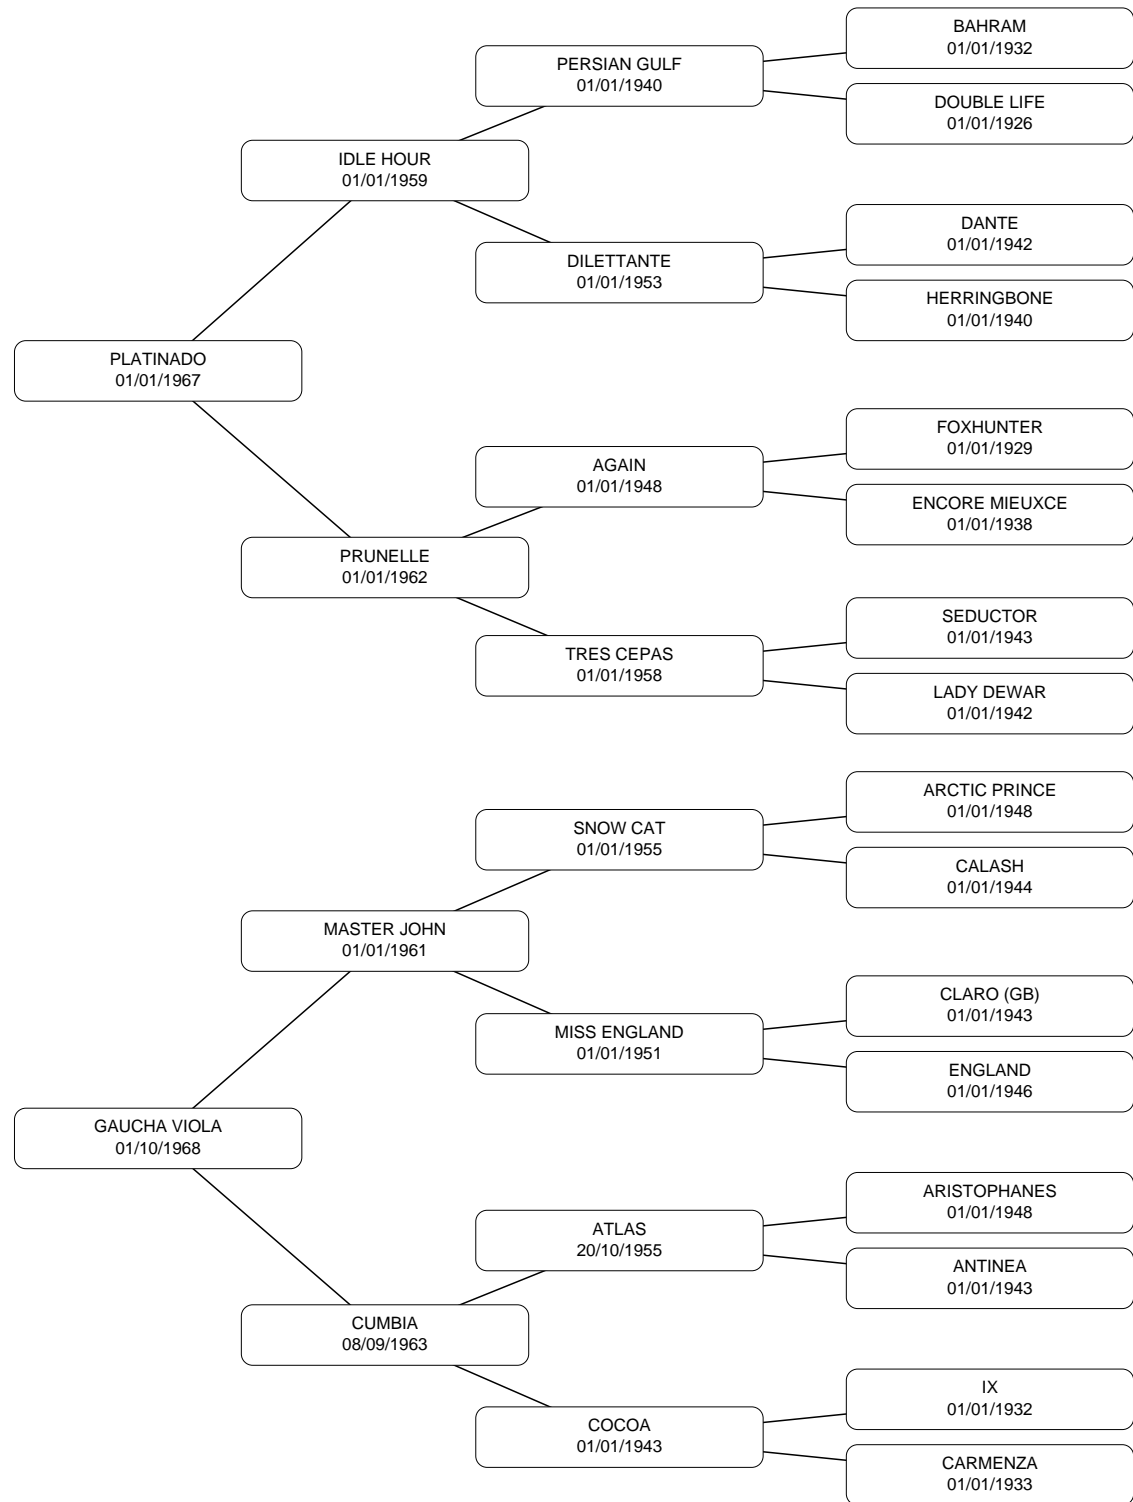 BAHRAM
01/01/1932
PERSIAN GULF
01/01/1940
DOUBLE LIFE
01/01/1926
IDLE HOUR
01/01/1959
DANTE
01/01/1942
DILETTANTE
01/01/1953
HERRINGBONE
01/01/1940
PLATINADO
01/01/1967
FOXHUNTER
01/01/1929
AGAIN
01/01/1948
ENCORE MIEUXCE
01/01/1938
PRUNELLE
01/01/1962
SEDUCTOR
01/01/1943
TRES CEPAS
01/01/1958
LADY DEWAR
01/01/1942
ARCTIC PRINCE
01/01/1948
SNOW CAT
01/01/1955
CALASH
01/01/1944
MASTER JOHN
01/01/1961
CLARO (GB)
01/01/1943
MISS ENGLAND
01/01/1951
ENGLAND
01/01/1946
GAUCHA VIOLA
01/10/1968
ARISTOPHANES
01/01/1948
ATLAS
20/10/1955
ANTINEA
01/01/1943
CUMBIA
08/09/1963
IX
01/01/1932
COCOA
01/01/1943
CARMENZA
01/01/1933